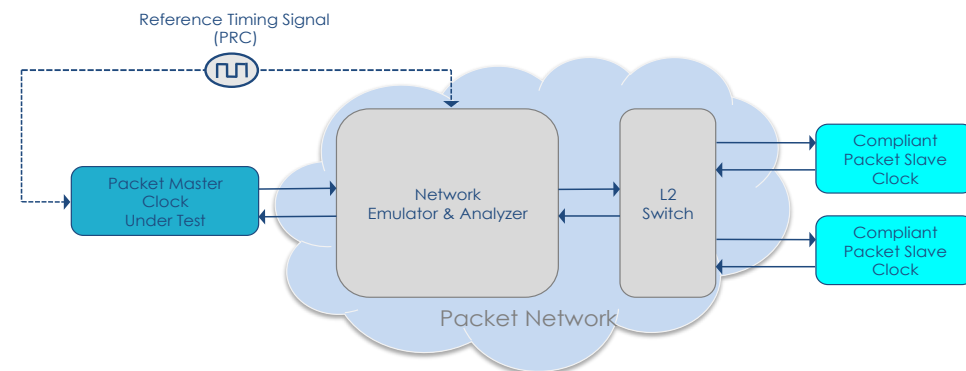 Reference Timing Signal
(PRC)
Packet Master
Clock
Under Test
Network
Emulator & Analyzer
L2
Switch
Compliant
Packet Slave
Clock
Compliant
Packet Slave
Clock
Packet Network